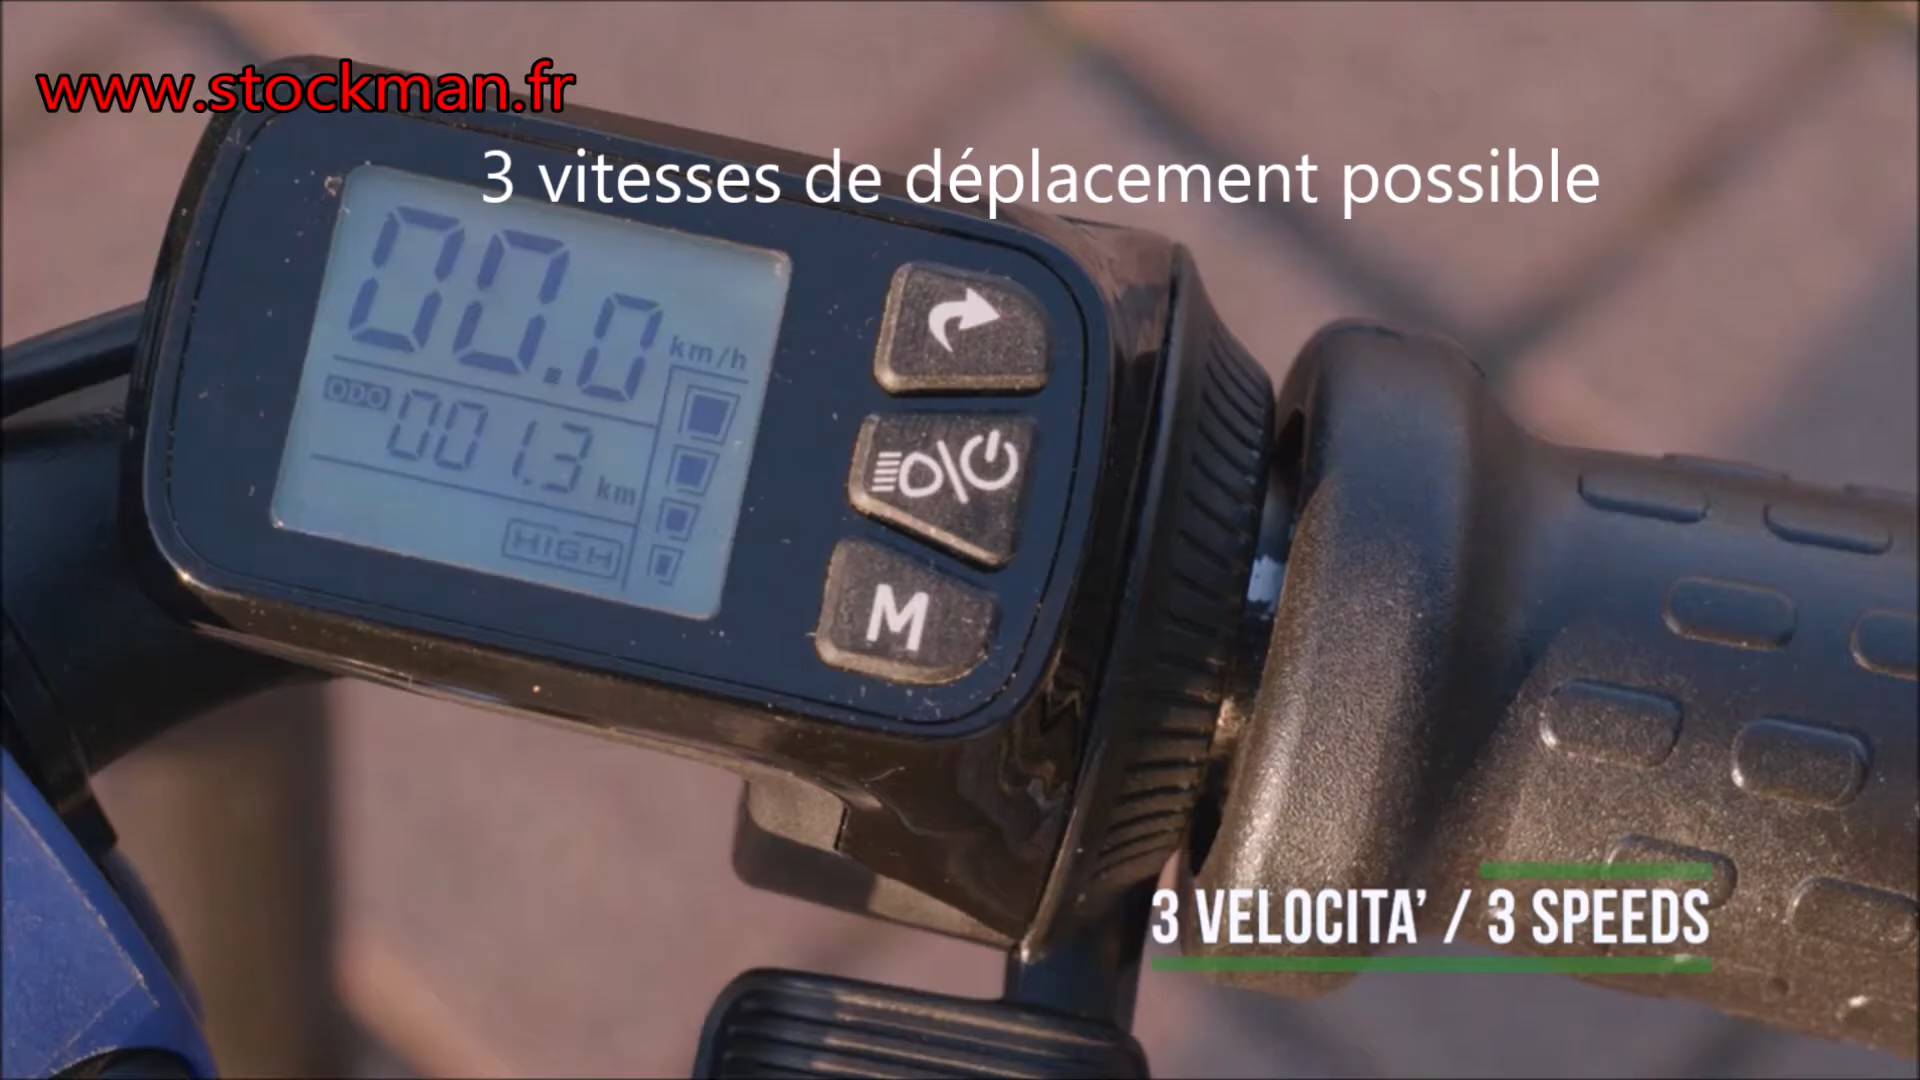 www.stockman.fr
3 vitesses de déplacement possible
00.0 km/h
ODO 001.3 km
HIGH
M
3 VELOCITA’ / 3 SPEEDS